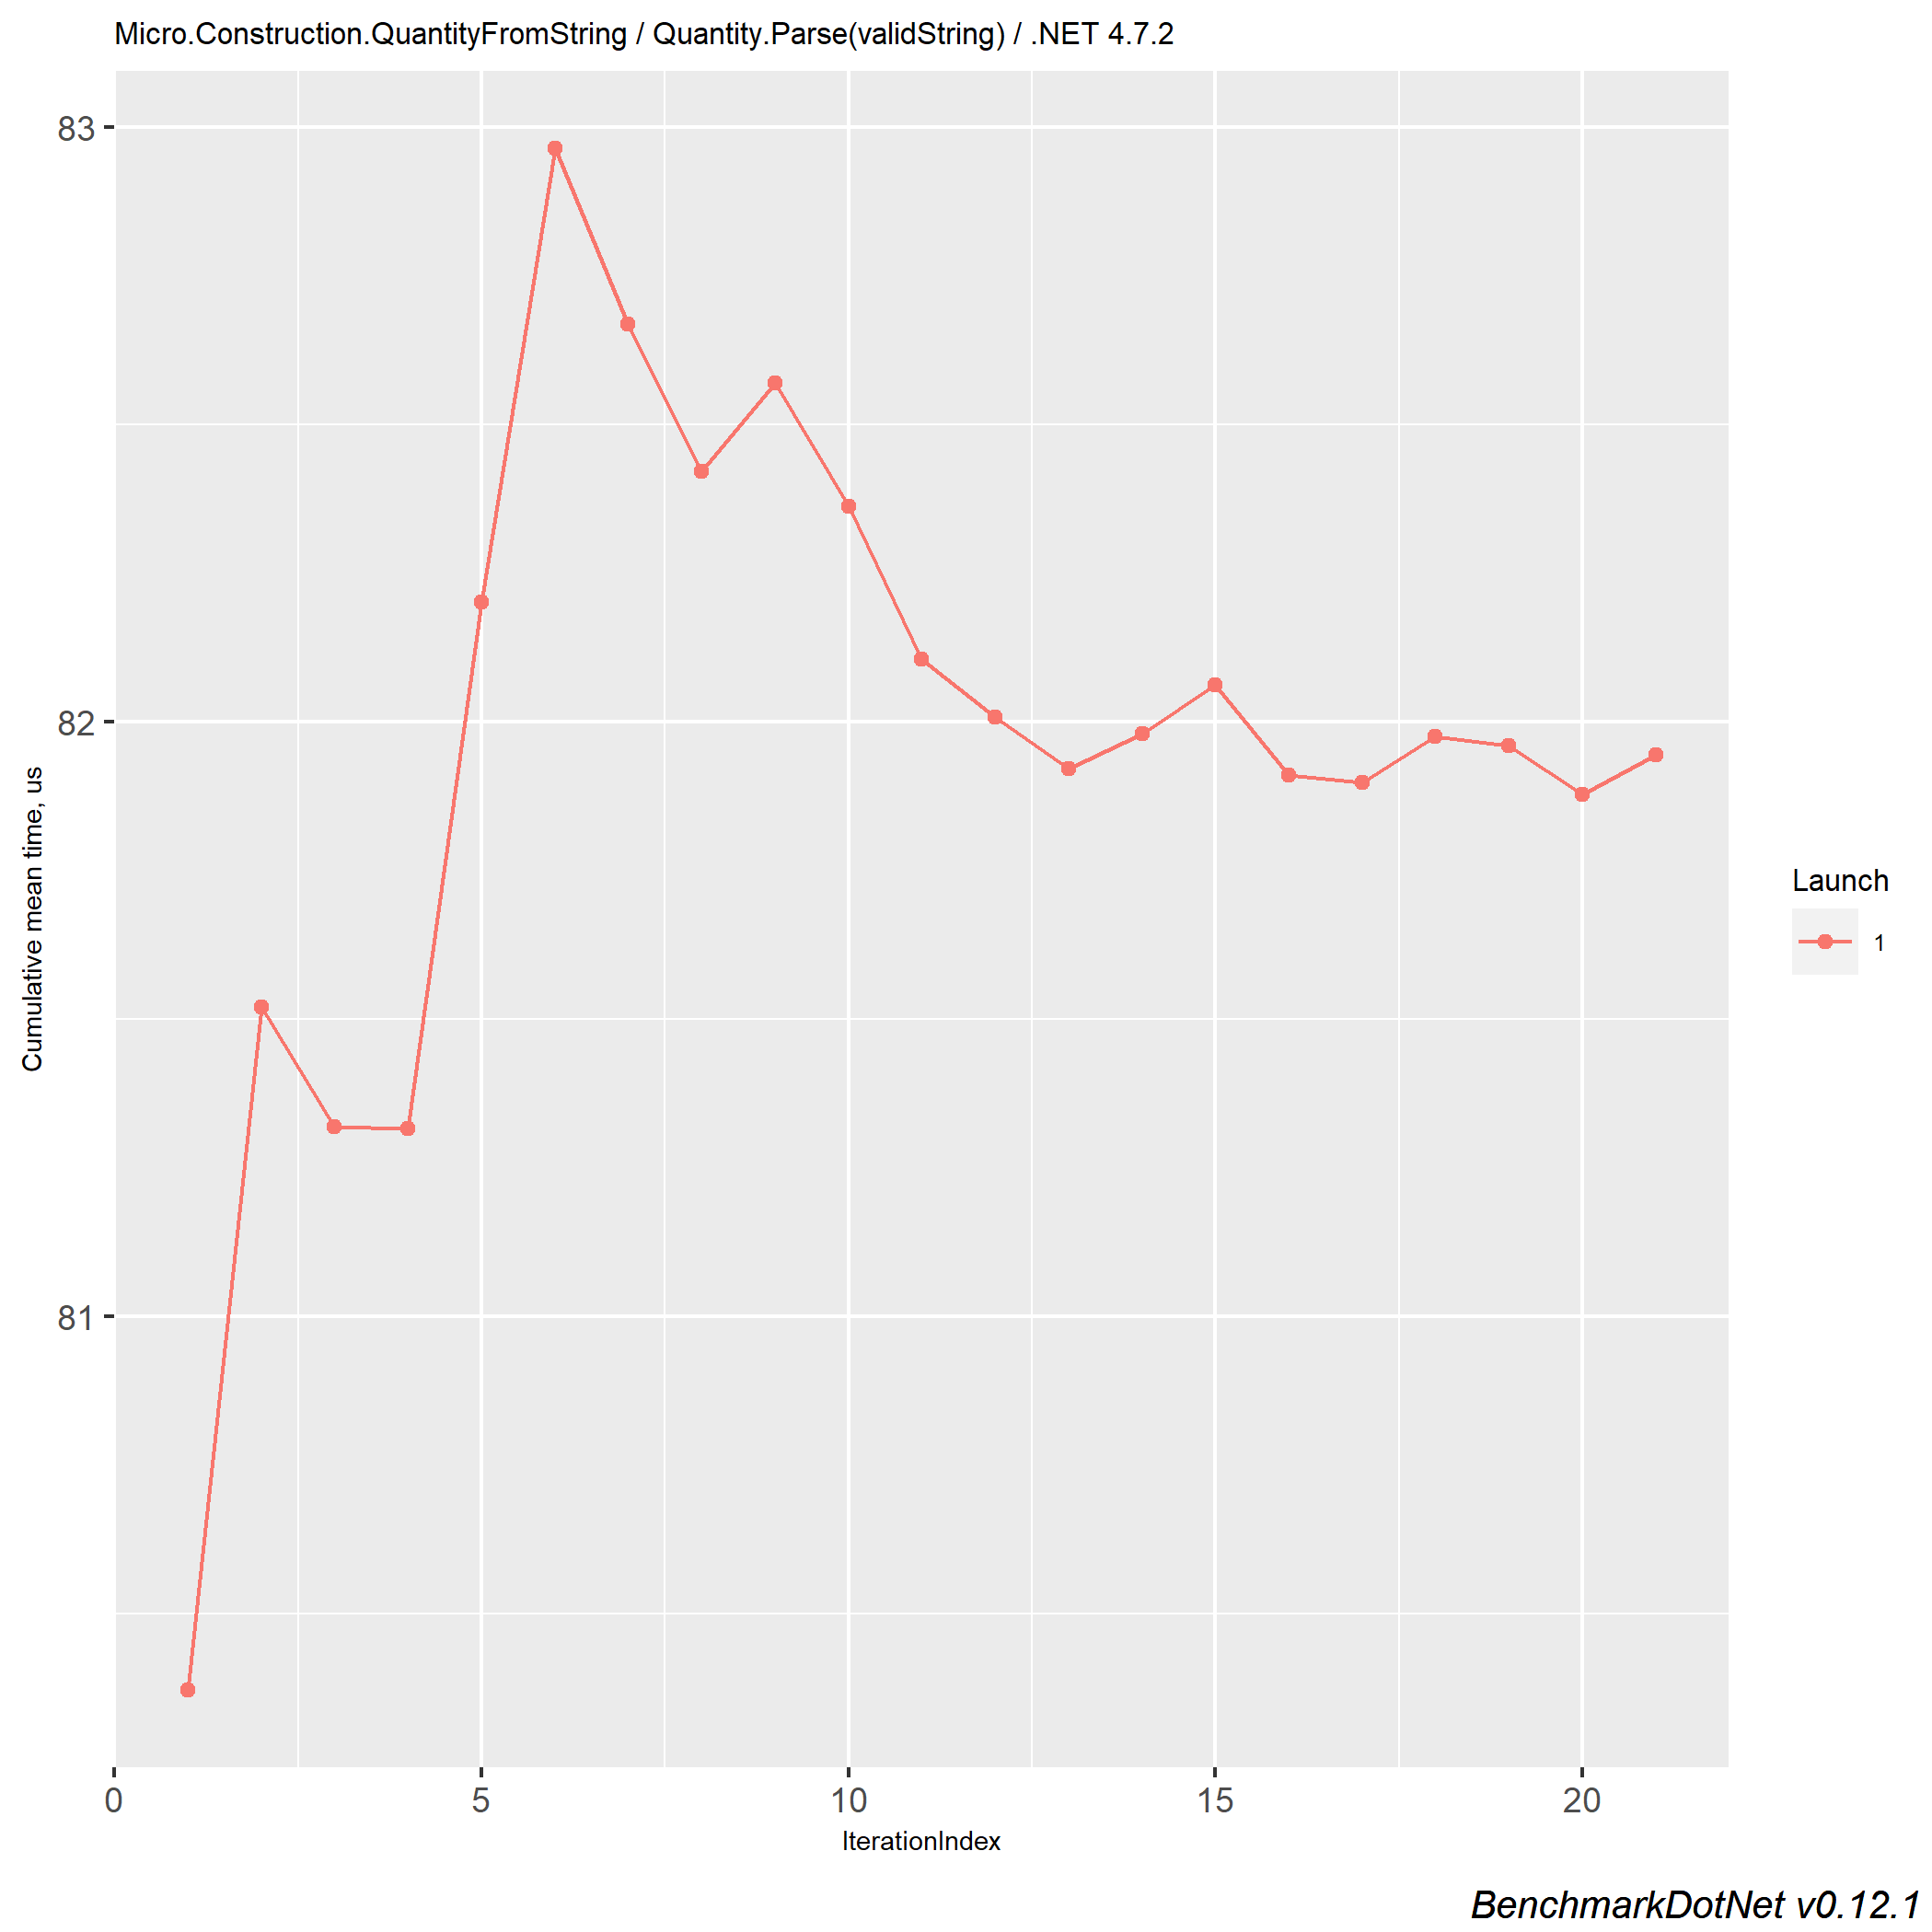 Micro.Construction.QuantityFromString / Quantity.Parse(validString) / .NET 4.7.2
83
82
81
Cumulative mean time, us
0 5 10 15 20
IterationIndex
Launch
1
BenchmarkDotNet v0.12.1